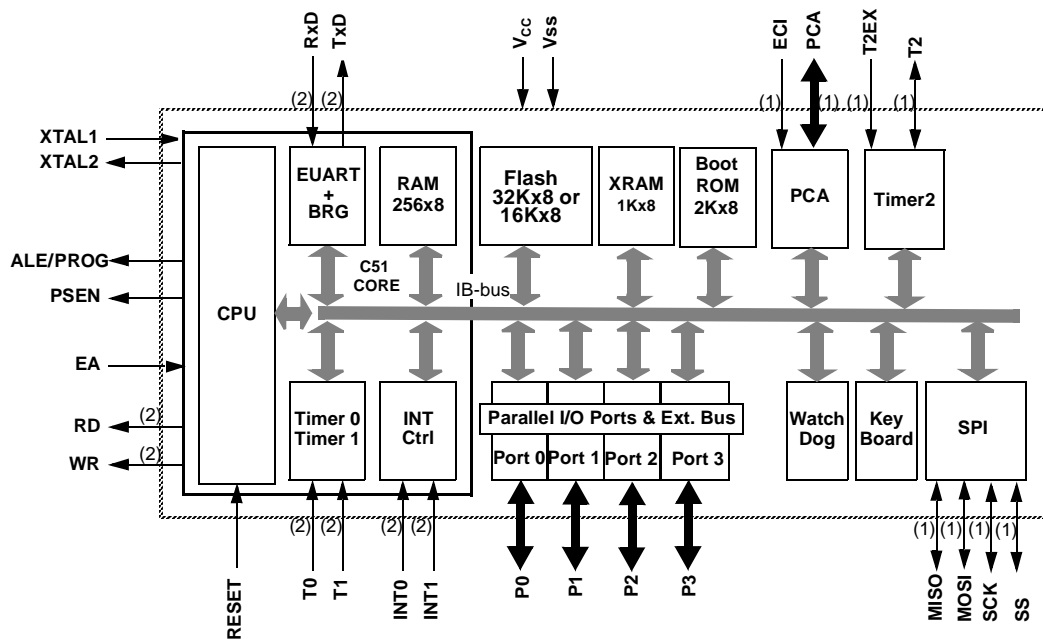 RxD
TxD
VCC
Vss
ECI
PCA
T2EX
T2
(2)
(2)
(1)
(1)
(1)
(1)
XTAL1
XTAL2
ALE/PROG
PSEN
EA
RD
(2)
WR
(2)
CPU
EUART
+
BRG
RAM
256x8
C51
CORE
IB-bus
Flash
32Kx8 or
16Kx8
XRAM
1Kx8
Boot
ROM
2Kx8
PCA
Timer2
Timer 0
Timer 1
INT
Ctrl
Parallel I/O Ports & Ext. Bus
Port 0
Port 1
Port 2
Port 3
Watch
Dog
Key
Board
SPI
(2)
(2)
(2)
(2)
(1)
(1)
(1)
(1)
RESET
T0
T1
INT0
INT1
P0
P1
P2
P3
MISO
MOSI
SCK
SS